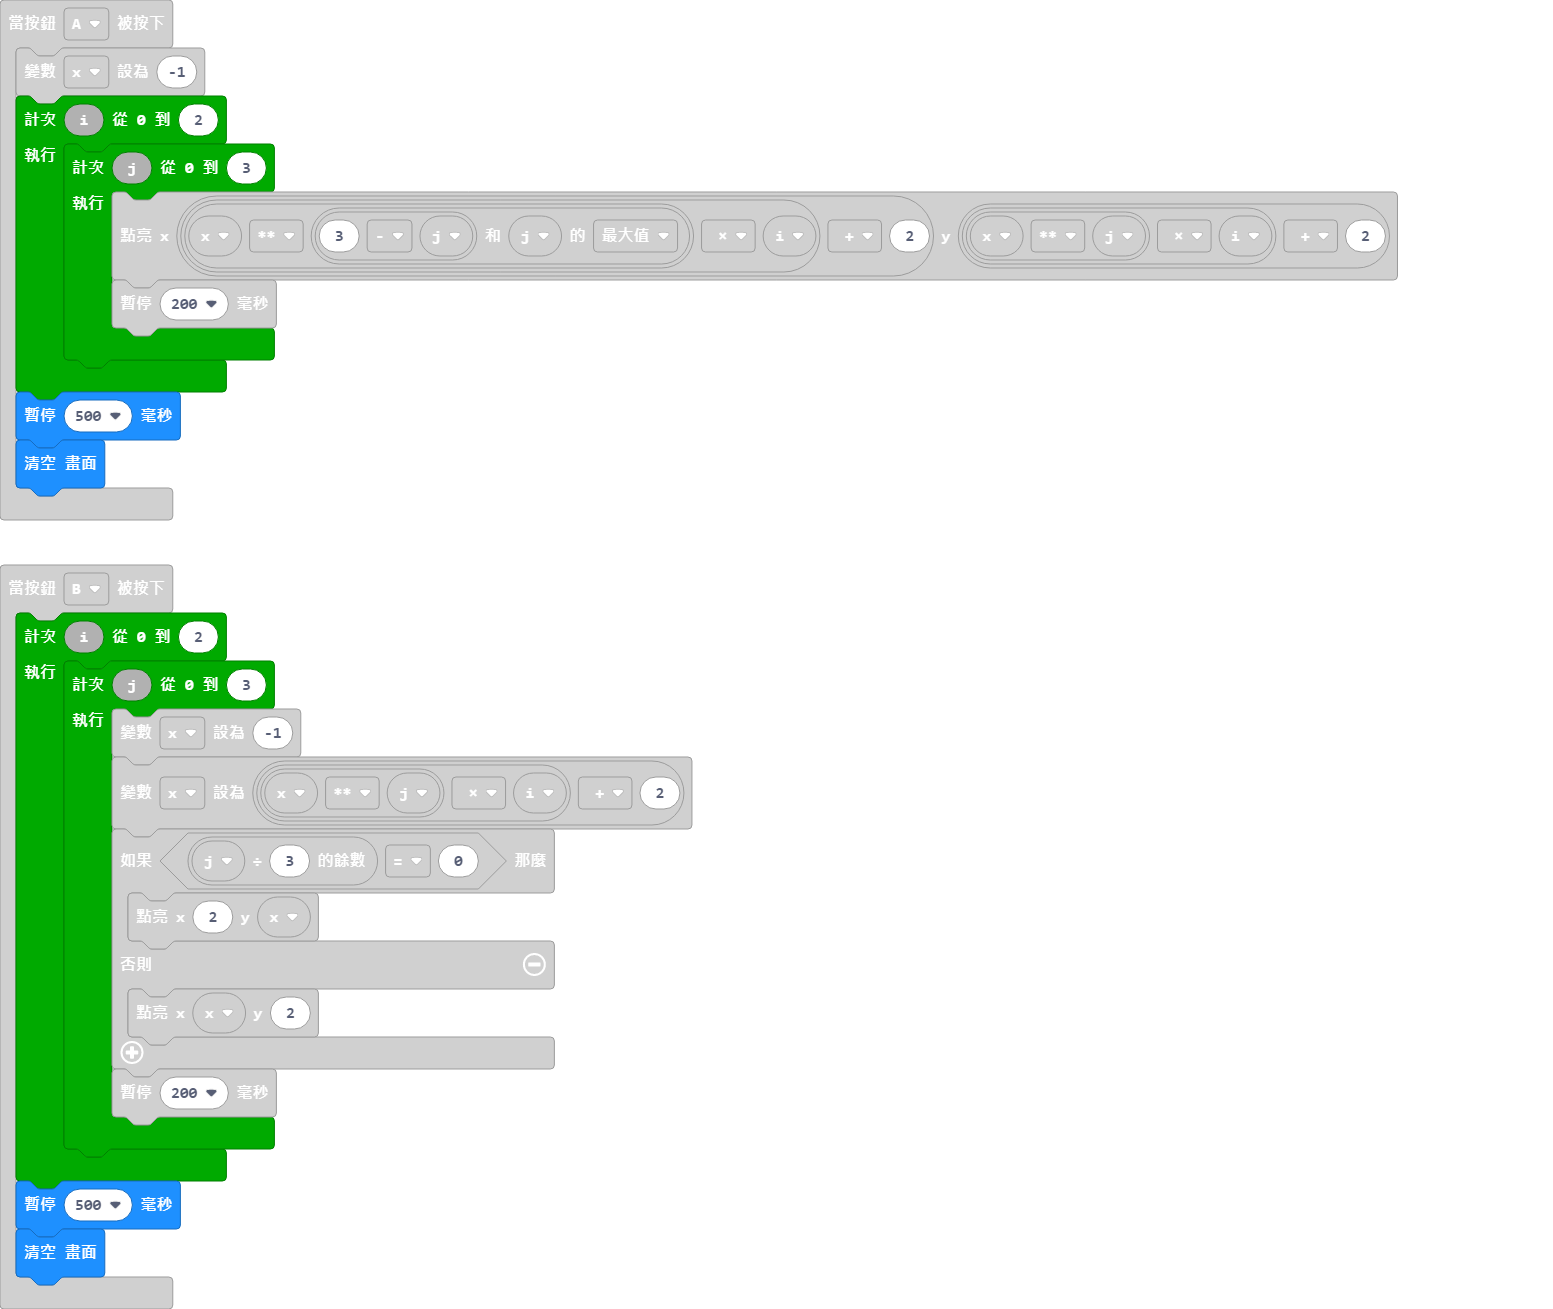 當按鈕 A 被按下
變數 x 設為 -1
計次 i 從 0 到 2
執行
計次 j 從 0 到 3
執行
點亮 x x ** 3 - j 和 j 的 最大值 × i + 2 y x ** j × i + 2
暫停 200 毫秒
暫停 500 毫秒
清空 畫面
當按鈕 B 被按下
計次 i 從 0 到 2
執行
計次 j 從 0 到 3
執行
變數 x 設為 -1
變數 x 設為 x ** j × i + 2
如果 j ÷ 3 的餘數 = 0 那麼
點亮 x 2 y x
否則
點亮 x x y 2
暫停 200 毫秒
暫停 500 毫秒
清空 畫面